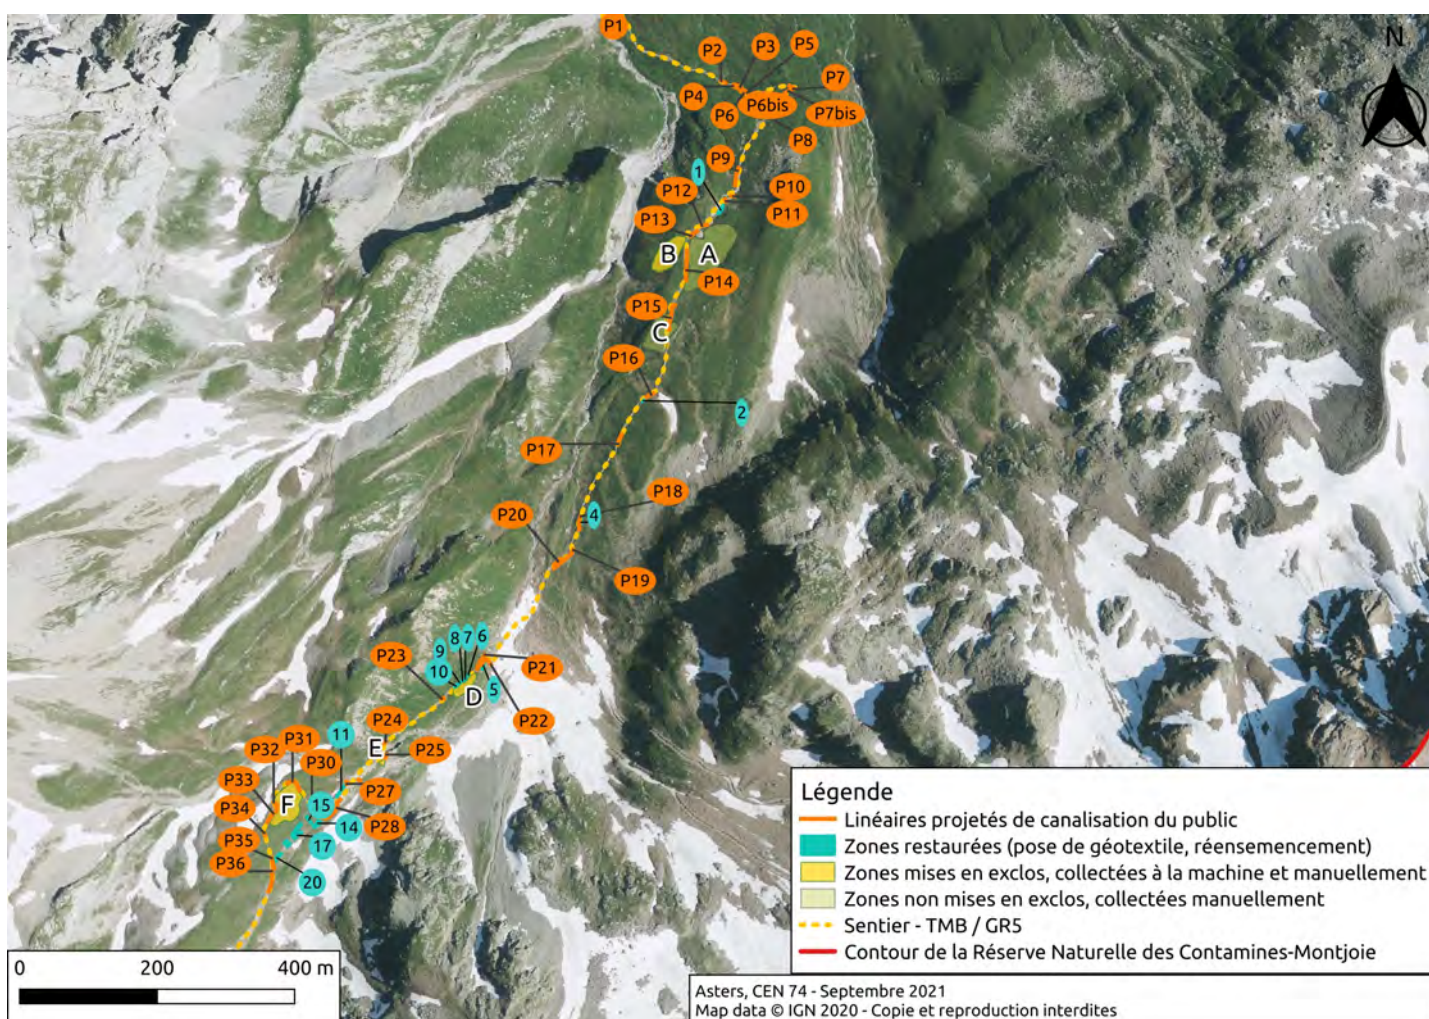 P1
P2
P3
P5
N
P7
P4
P6bis
P6
P7bis
P8
P9
1
P12
P10
P13
P11
B
A
P14
P15
C
P16
2
P17
P18
P20
4
P19
6
7
8
9
P23
P21
10
D
5
P22
P24
11
P31
P32
E
P25
P30
P33
P27
F
15
P34
14
P28
P35
17
P36
20
Légende
Linéaires projetés de canalisation du public
Zones restaurées (pose de géotextile, réensemencement)
Zones mises en exclos, collectées à la machine et manuellement
Zones non mises en exclos, collectées manuellement
Sentier - TMB / GR5
Contour de la Réserve Naturelle des Contamines-Montjoie
0 200 400 m
Asters, CEN 74 - Septembre 2021
Map data © IGN 2020 - Copie et reproduction interdites